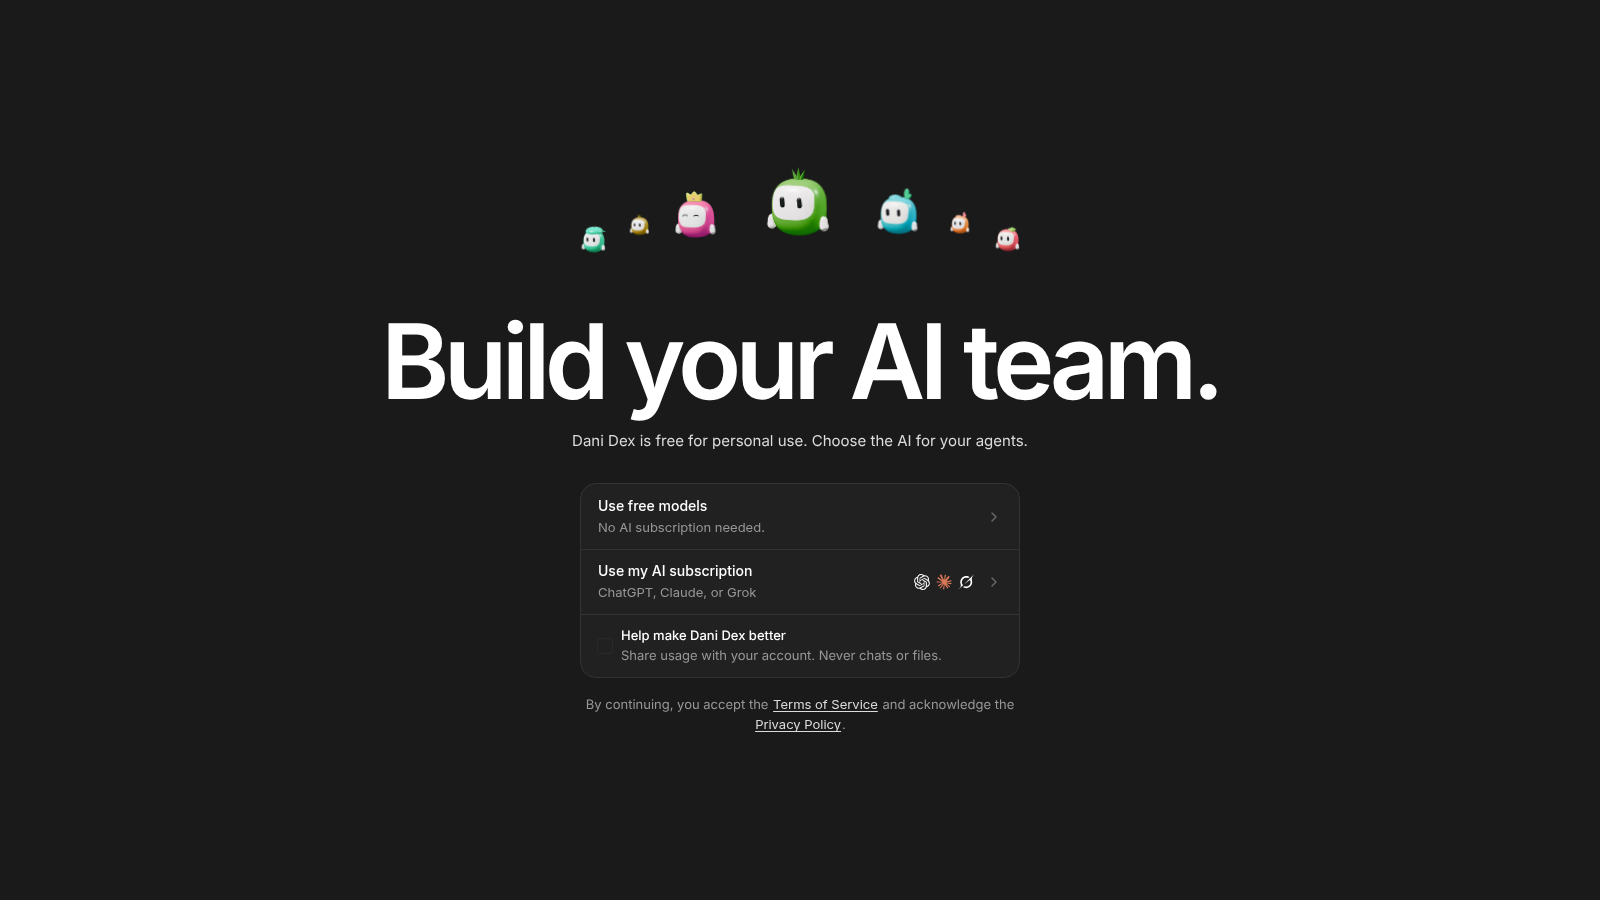 Build your AI team.
Dani Dex is free for personal use. Choose the AI for your agents.
Use free models
No AI subscription needed.
Use my AI subscription
ChatGPT, Claude, or Grok
Help make Dani Dex better
Share usage with your account. Never chats or files.
By continuing, you accept the Terms of Service and acknowledge the
Privacy Policy.